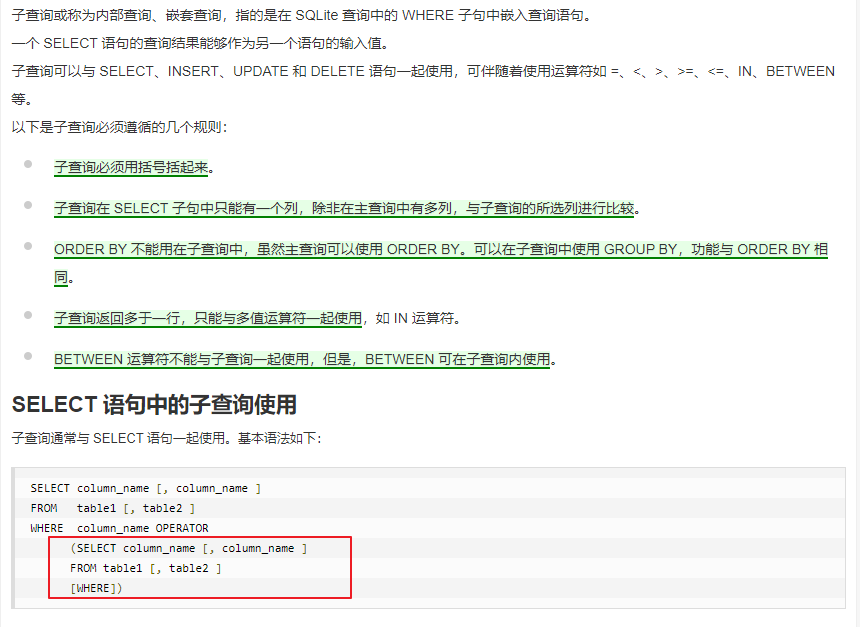 子查询或称为内部查询、嵌套查询，指的是在 SQLite 查询中的 WHERE 子句中嵌入查询语句。
一个 SELECT 语句的查询结果能够作为另一个语句的输入值。
子查询可以与 SELECT、INSERT、UPDATE 和 DELETE 语句一起使用，可伴随着使用运算符如 =、<、>、>=、<=、IN、BETWEEN
等。
以下是子查询必须遵循的几个规则：
子查询必须用括号括起来。
子查询在 SELECT 子句中只能有一个列，除非在主查询中有多列，与子查询的所选列进行比较。
ORDER BY 不能用在子查询中，虽然主查询可以使用 ORDER BY。可以在子查询中使用 GROUP BY，功能与 ORDER BY 相
同。
子查询返回多于一行，只能与多值运算符一起使用，如 IN 运算符。
BETWEEN 运算符不能与子查询一起使用，但是，BETWEEN 可在子查询内使用。
SELECT 语句中的子查询使用
子查询通常与 SELECT 语句一起使用。基本语法如下：
SELECT column_name [, column_name ]
FROM   table1 [, table2 ]
WHERE  column_name OPERATOR
      (SELECT column_name [, column_name ]
      FROM table1 [, table2 ]
      [WHERE])